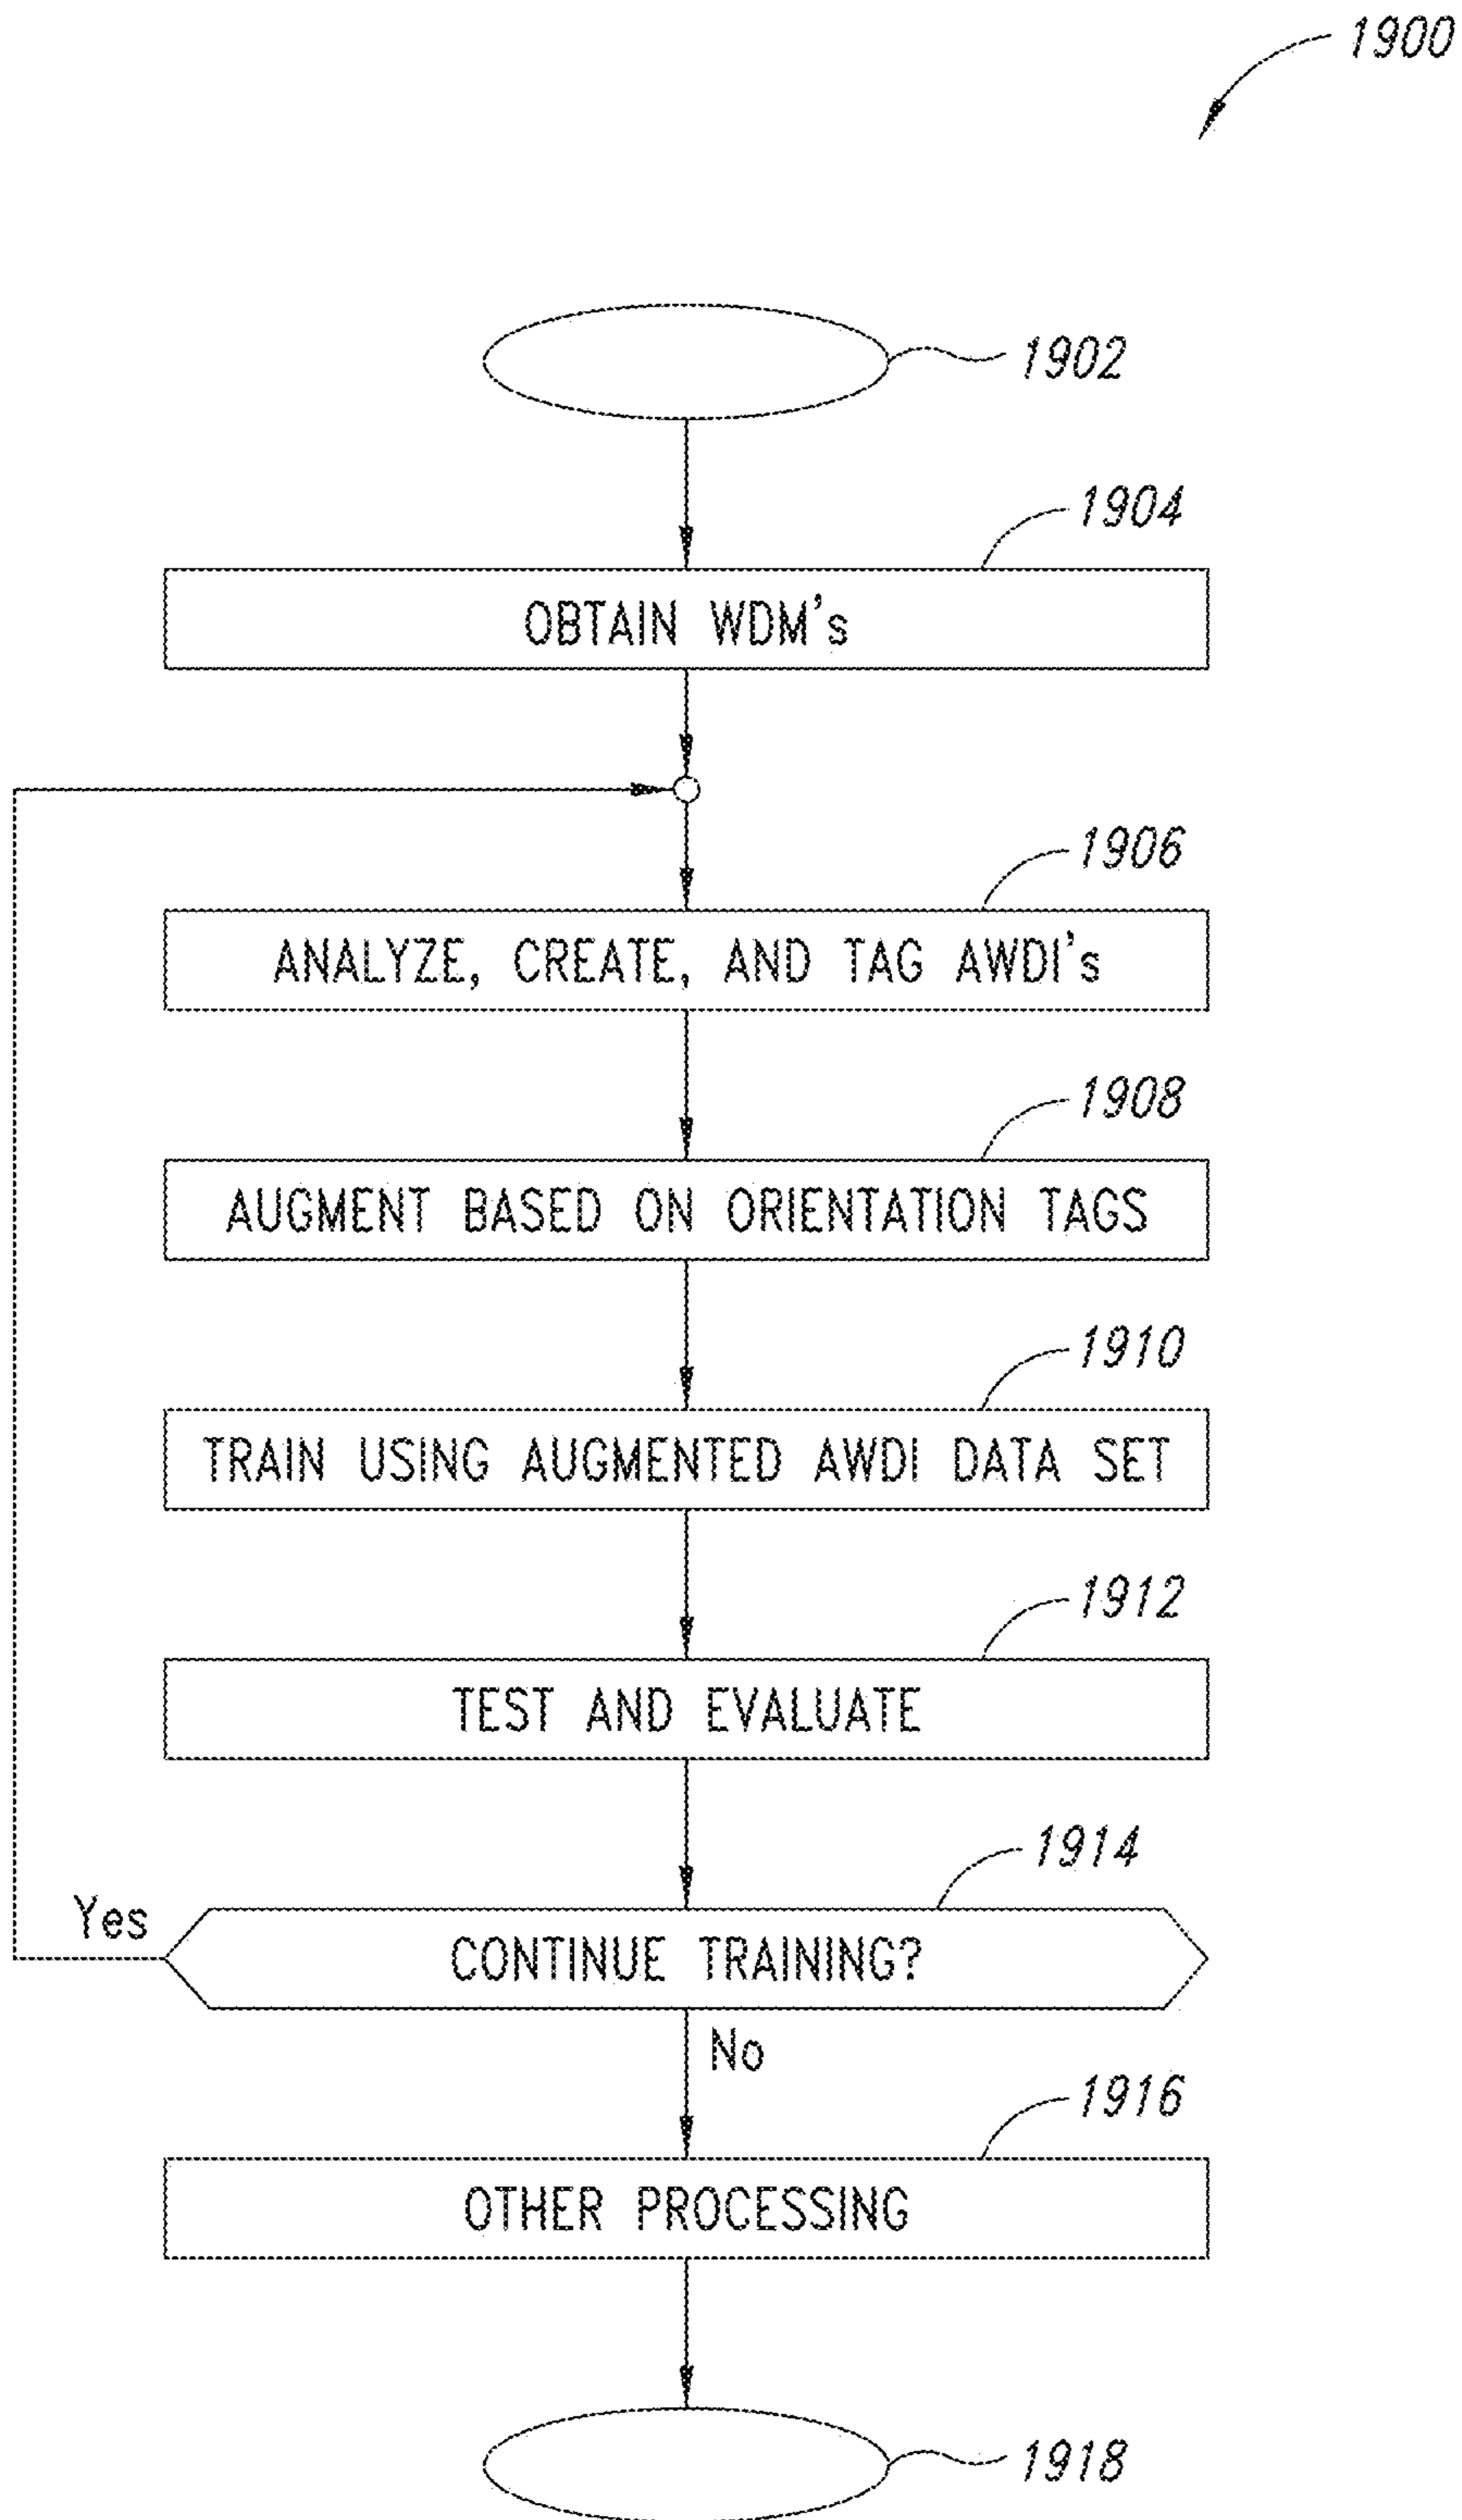 1900
1902
1904
OBTAIN WDM's
1906
ANALYZE, CREATE, AND TAG AWDI's
1908
AUGMENT BASED ON ORIENTATION TAGS
1910
TRAIN USING AUGMENTED AWDI DATA SET
1912
TEST AND EVALUATE
1914
Yes
CONTINUE TRAINING?
No
1916
OTHER PROCESSING
1918